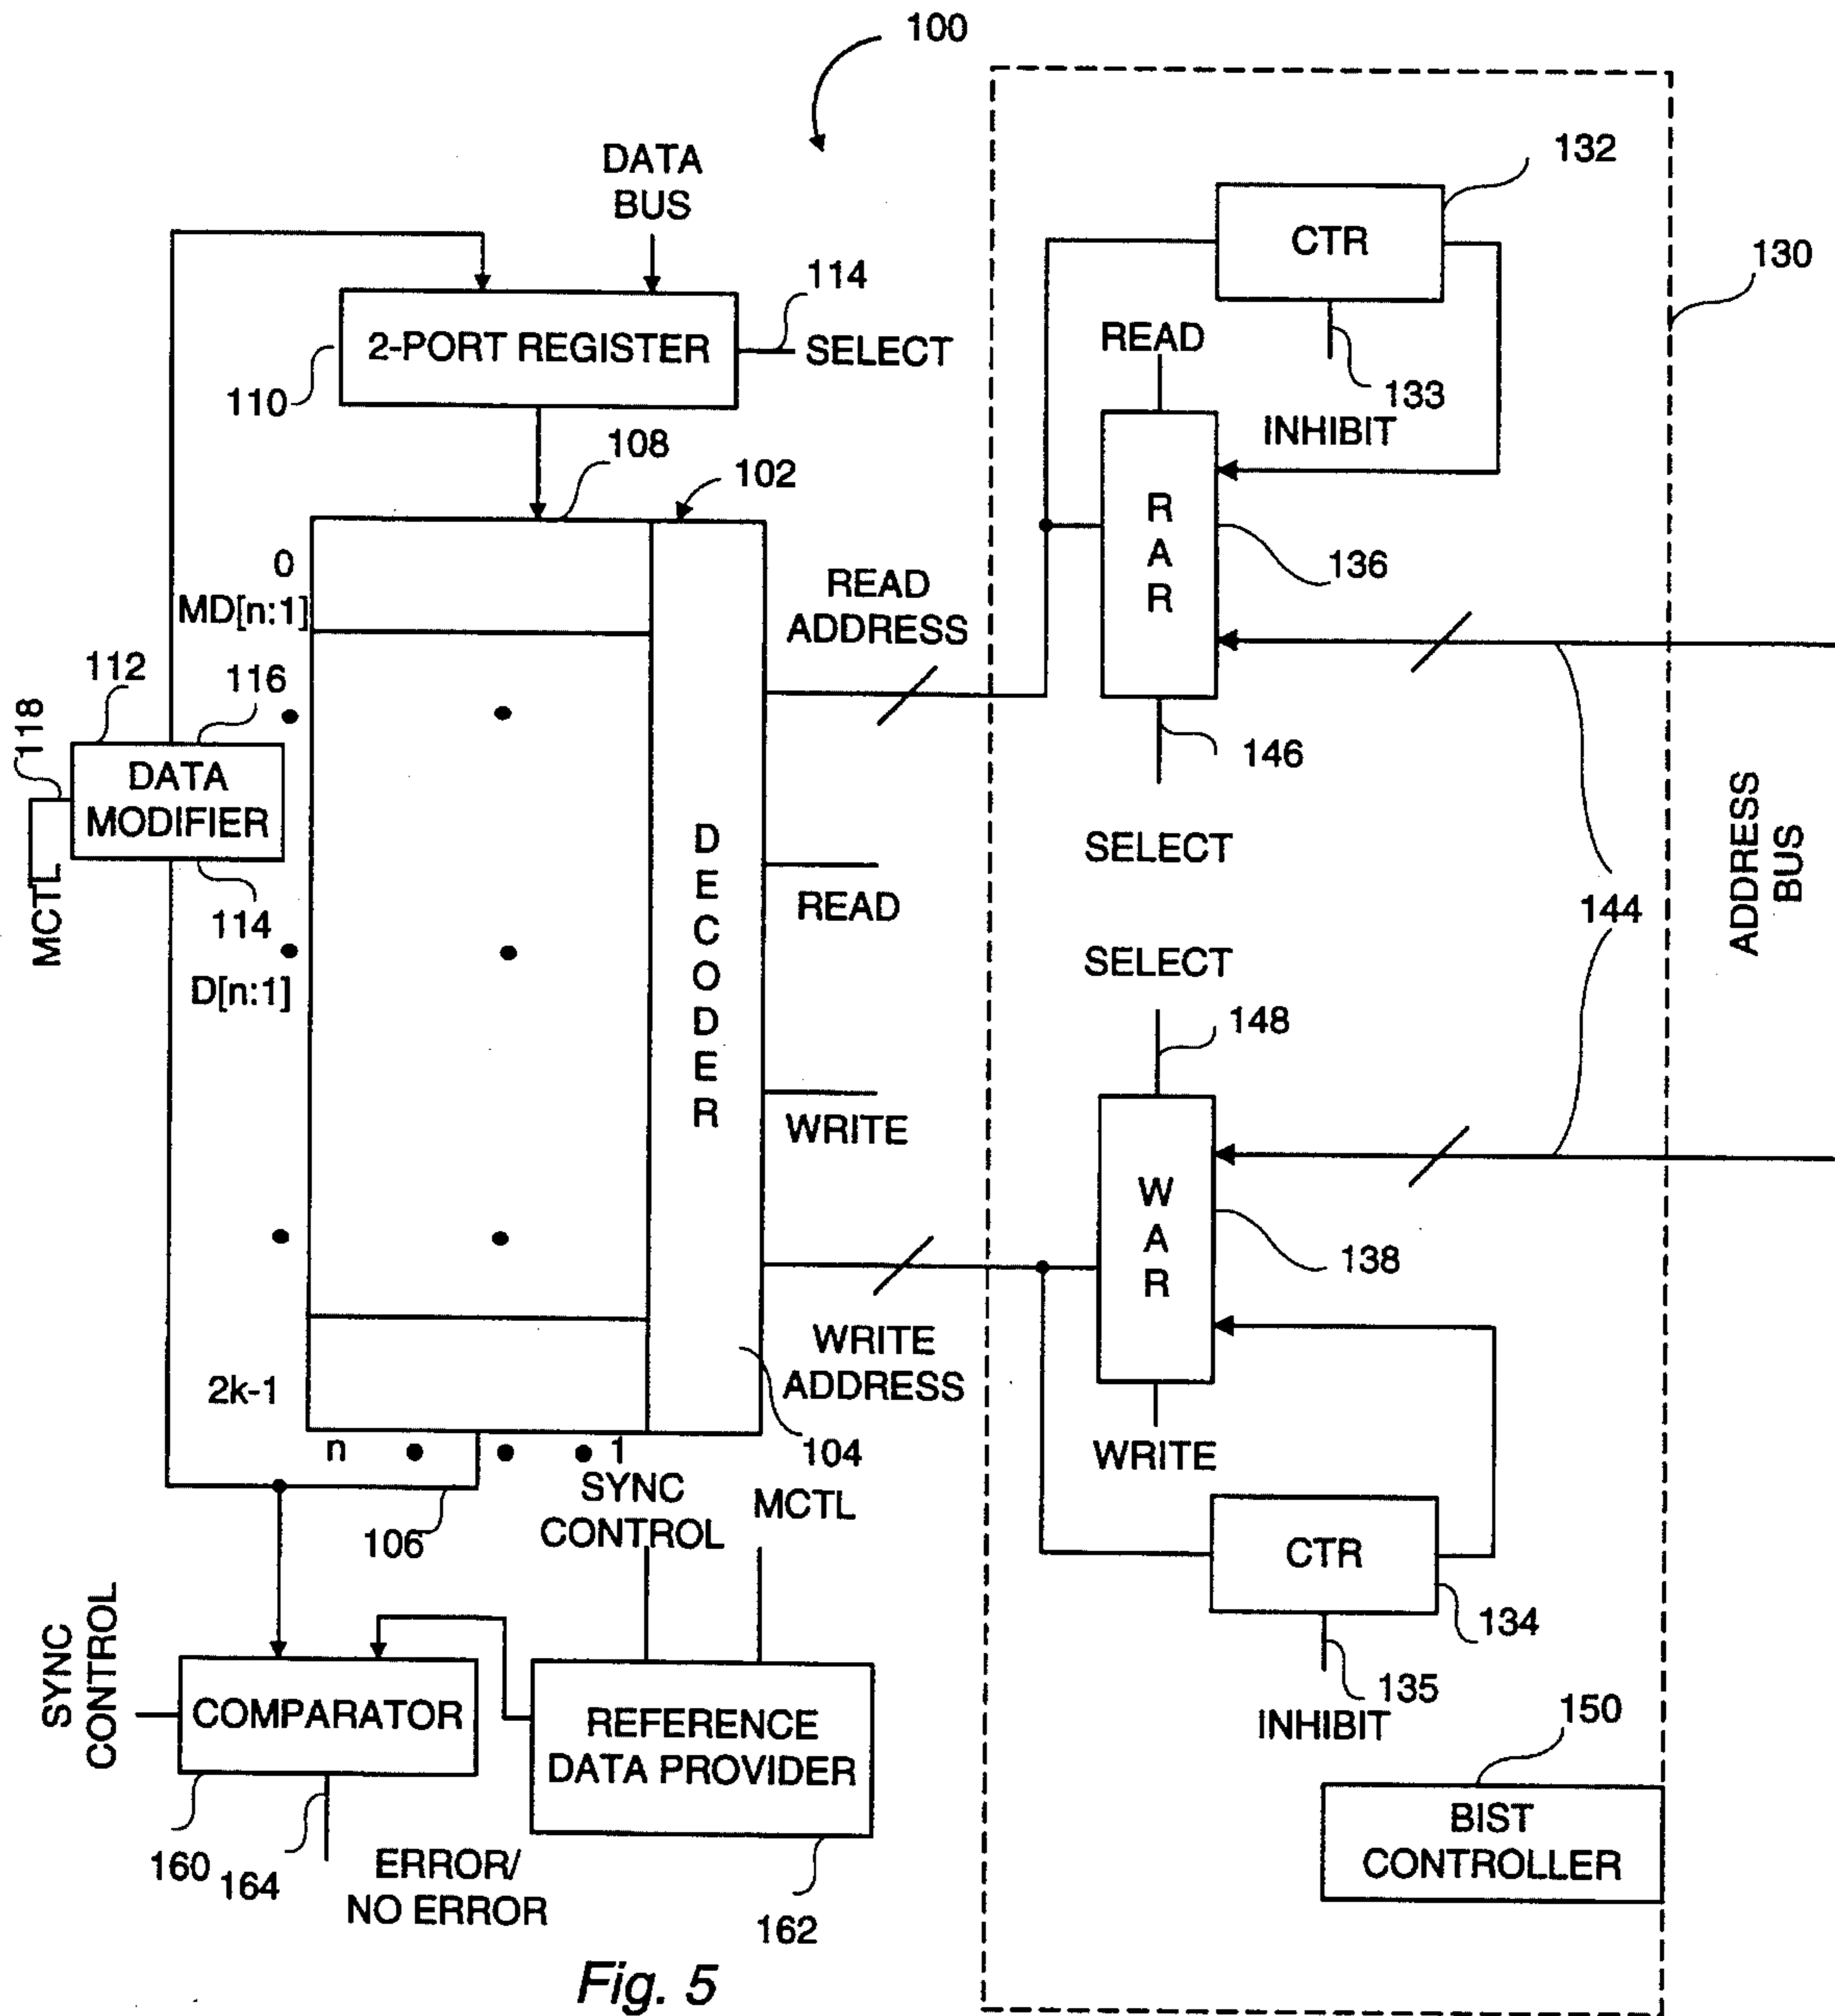 100
DATA
BUS
132
CTR
130
114
2-PORT REGISTER
SELECT
110
READ
133
INHIBIT
108
102
R
A
R
136
0
MD[n:1]
READ
ADDRESS
112
116
118
146
DATA
MODIFIER
MCTL
114
D[n:1]
D
E
C
O
D
E
R
SELECT
READ
144
ADDRESS
BUS
SELECT
148
WRITE
W
A
R
138
WRITE
ADDRESS
2k-1
n
1
104
WRITE
SYNC
CONTROL
MCTL
106
CTR
134
SYNC
CONTROL
COMPARATOR
REFERENCE
DATA PROVIDER
135
INHIBIT
150
BIST
CONTROLLER
160
164
ERROR/
NO ERROR
162
Fig. 5